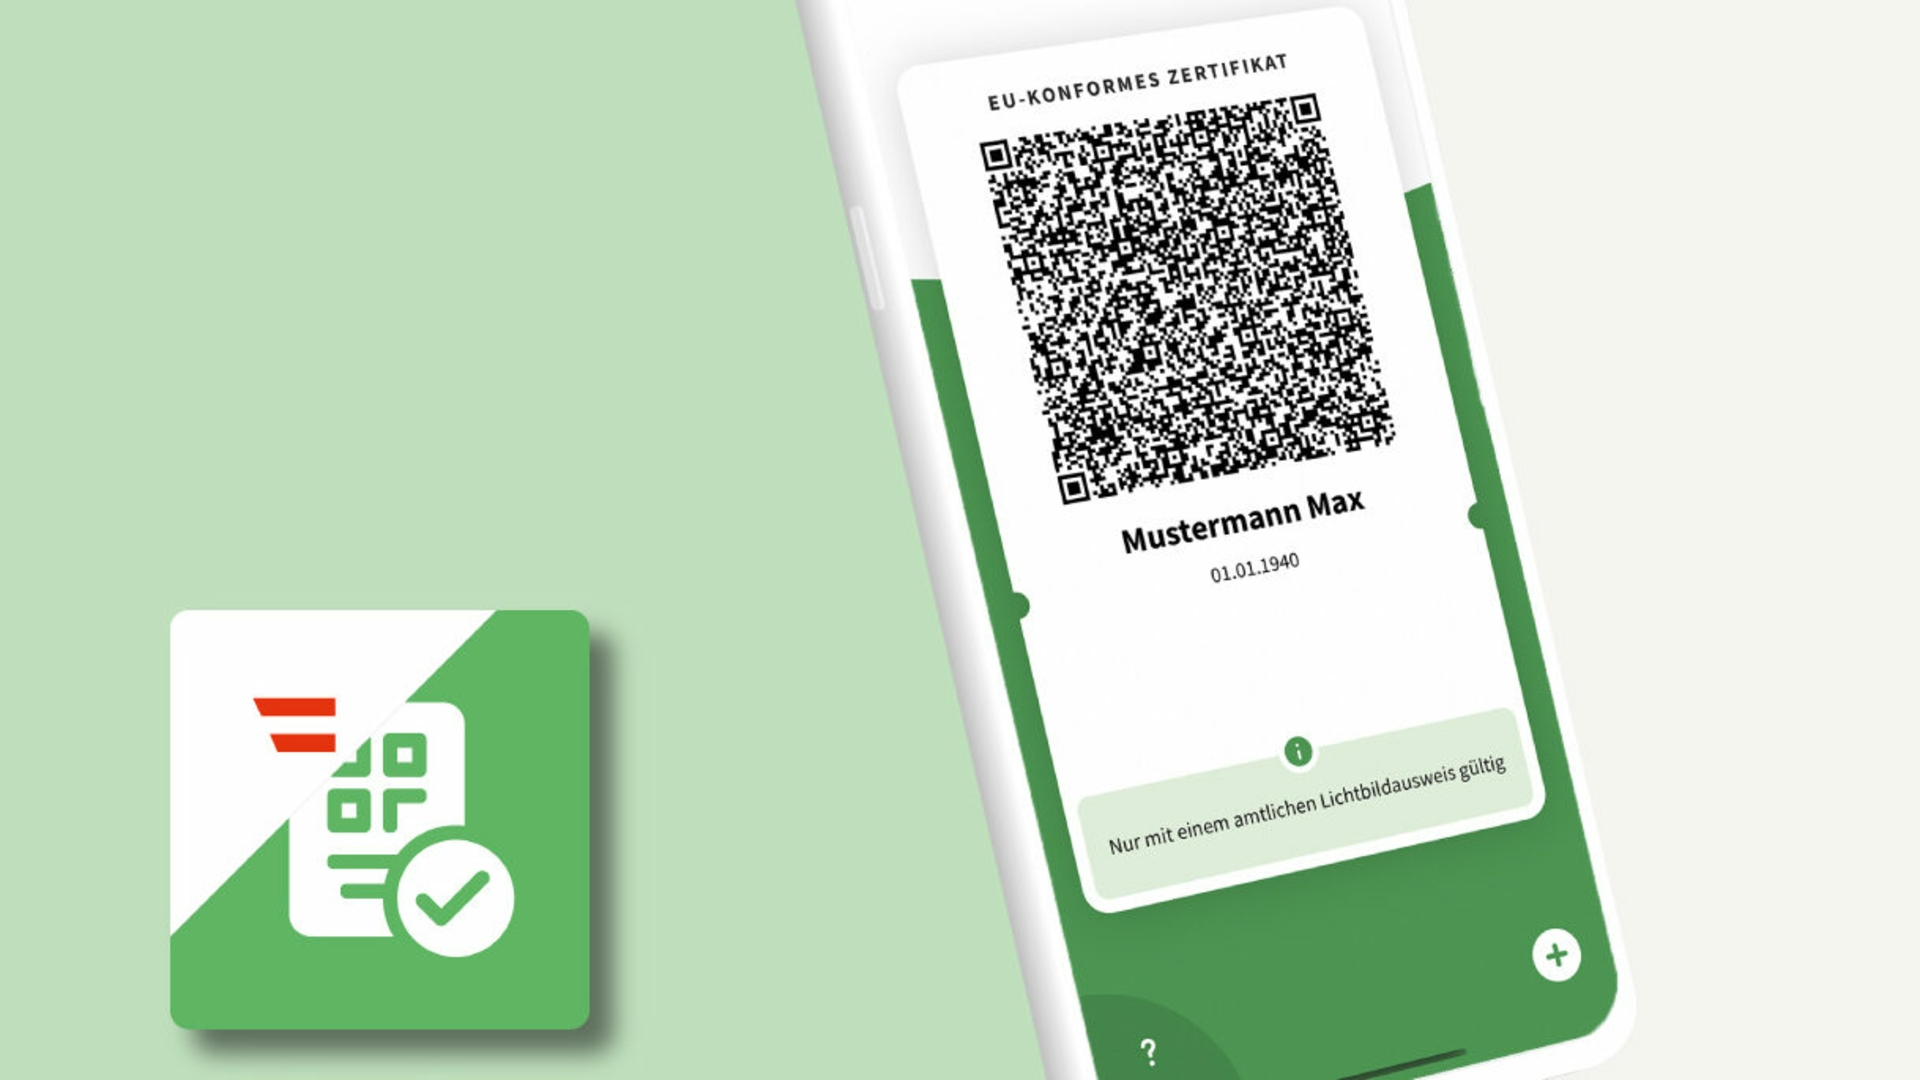 EU-KONFORMES ZERTIFIKAT
Mustermann Max
01.01.1940
Nur mit einem amtlichen Lichtbildausweis gültig
?